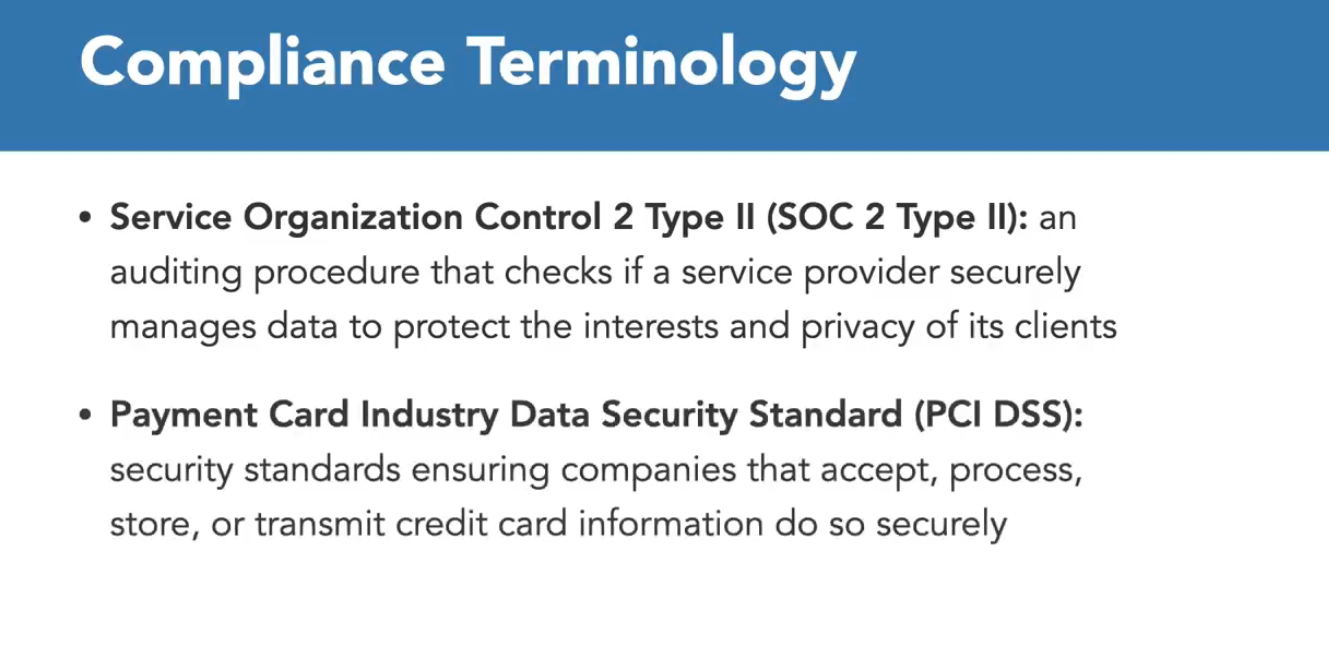 Compliance Terminology
• Service Organization Control 2 Type II (SOC 2 Type II): an
auditing procedure that checks if a service provider securely
manages data to protect the interests and privacy of its clients
• Payment Card Industry Data Security Standard (PCI DSS):
security standards ensuring companies that accept, process,
store, or transmit credit card information do so securely